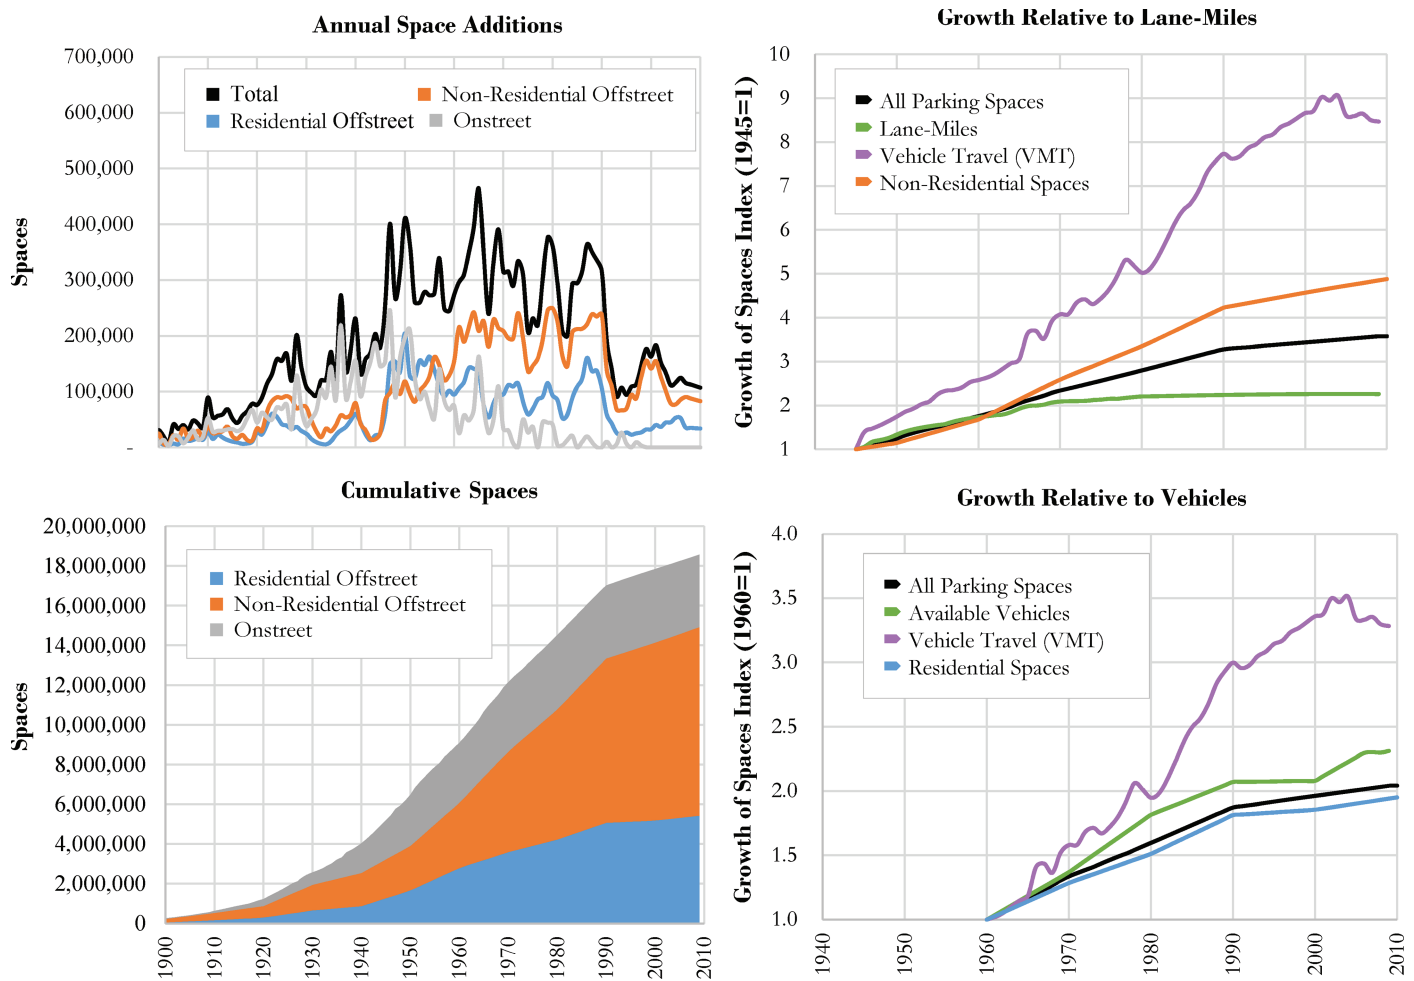 Annual Space Additions
Spaces
700,000
600,000
500,000
400,000
300,000
200,000
100,000
-
Total
Non-Residential Offstreet
Residential Offstreet
Onstreet
Growth Relative to Lane-Miles
Growth of Spaces Index (1945=1)
10
9
8
7
6
5
4
3
2
1
All Parking Spaces
Lane-Miles
Vehicle Travel (VMT)
Non-Residential Spaces
Cumulative Spaces
Spaces
20,000,000
18,000,000
16,000,000
14,000,000
12,000,000
10,000,000
8,000,000
6,000,000
4,000,000
2,000,000
0
Residential Offstreet
Non-Residential Offstreet
Onstreet
1900
1910
1920
1930
1940
1950
1960
1970
1980
1990
2000
2010
Growth Relative to Vehicles
Growth of Spaces Index (1960=1)
4.0
3.5
3.0
2.5
2.0
1.5
1.0
All Parking Spaces
Available Vehicles
Vehicle Travel (VMT)
Residential Spaces
1940
1950
1960
1970
1980
1990
2000
2010